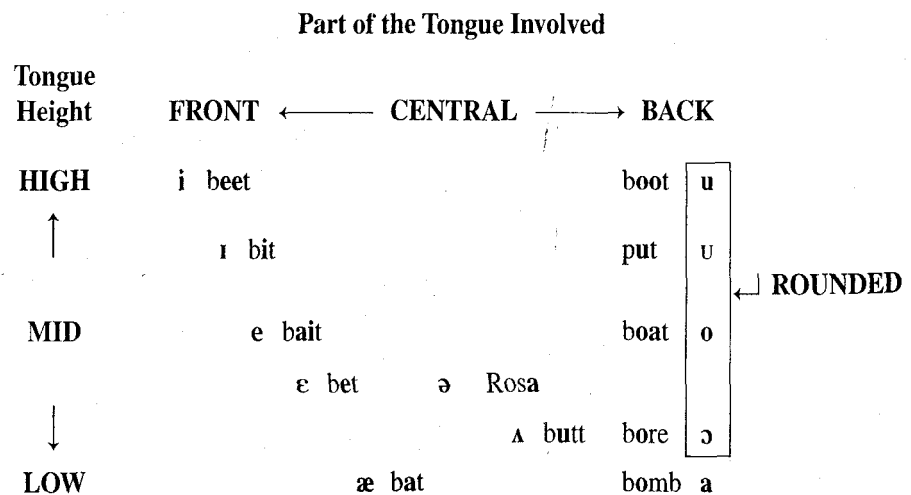 Part of the Tongue Involved
Tongue
Height FRONT ← CENTRAL → BACK
HIGH i beet boot u
ɪ bit put ᴜ
ROUNDED
MID e bait boat o
ɛ bet ə Rosa
ʌ butt bore ɔ
LOW æ bat bomb a